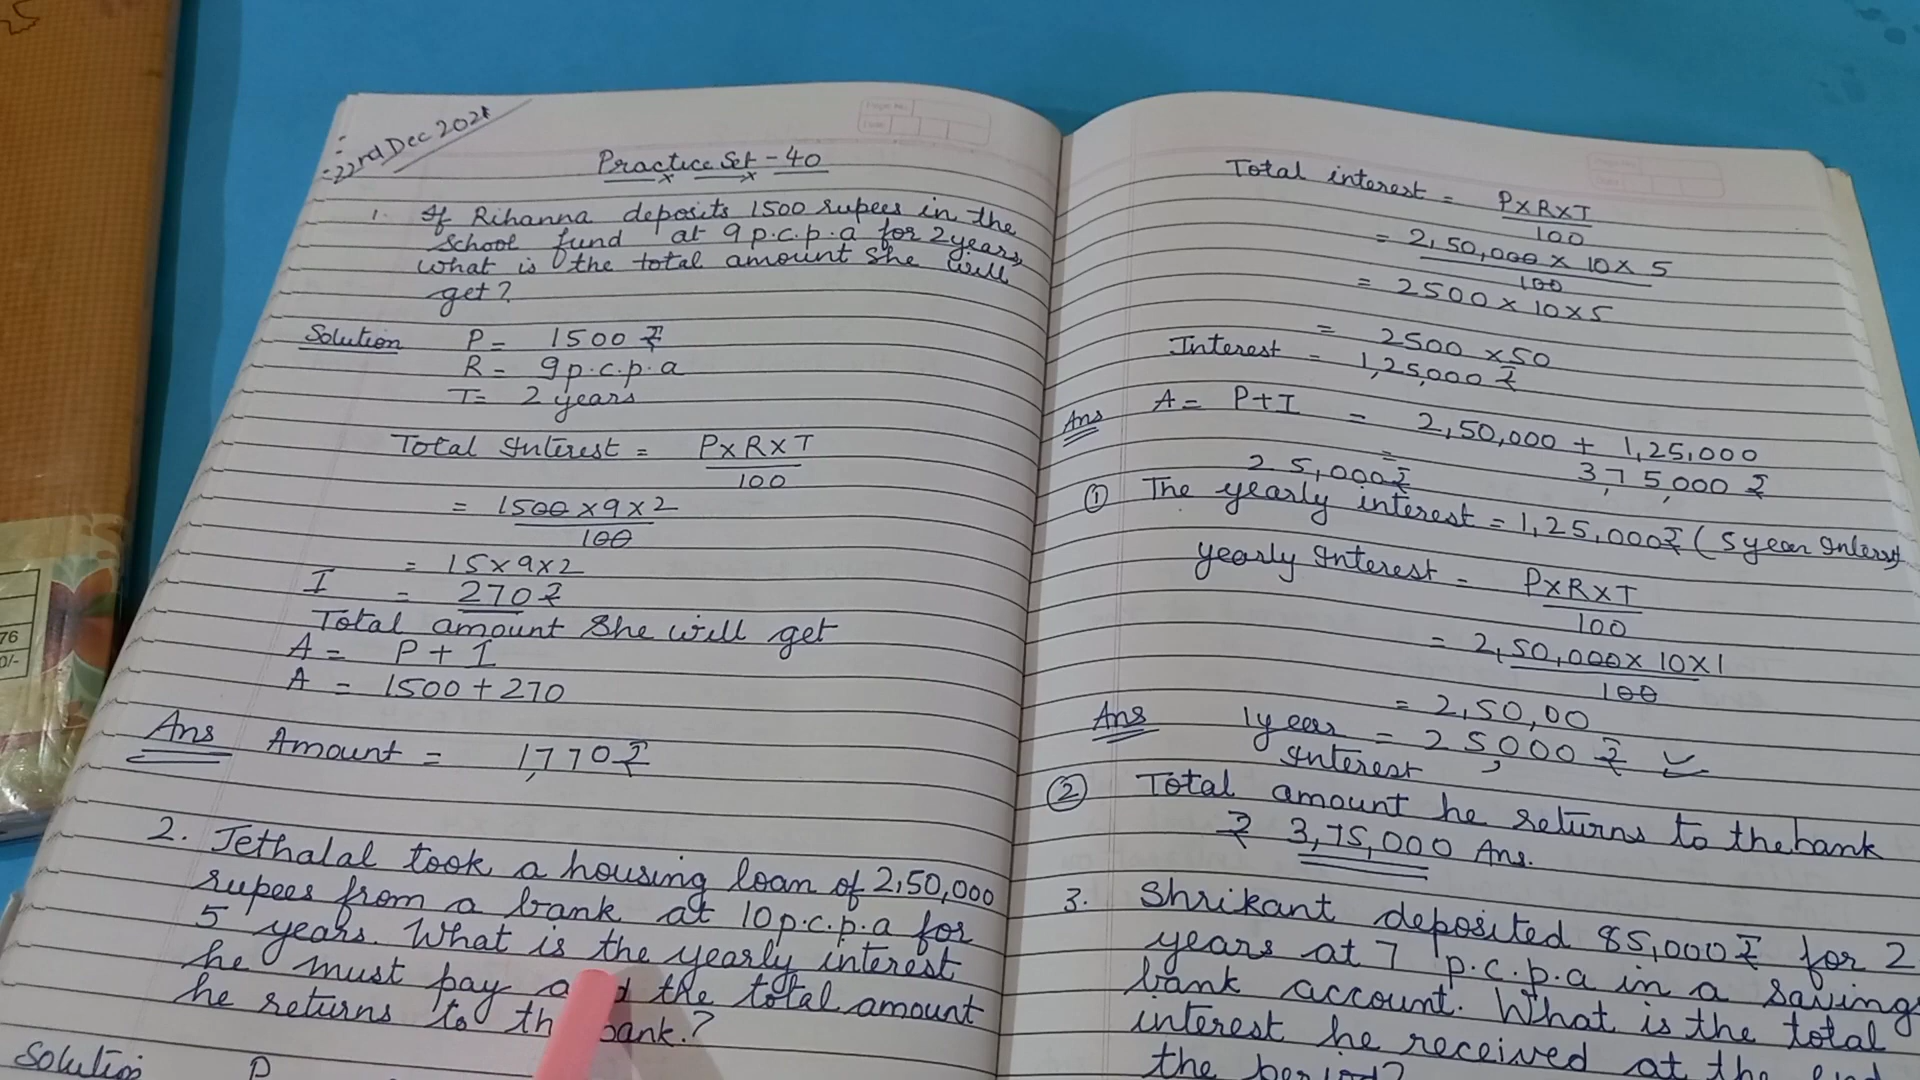 22rd Dec 2021
Practice Set - 40
1. If Rihanna deposits 1500 rupees in the
school fund at 9 p.c.p.a for 2 years,
what is the total amount she will
get?
Solution P = 1500 ₹
R = 9 p.c.p.a
T = 2 years
Total Interest = P×R×T
100
= 1500 × 9 × 2
100
= 15 × 9 × 2
I = 270 ₹
Total amount She will get
A = P + I
A = 1500 + 270
Ans Amount = 1,770 ₹
2. Jethalal took a housing loan of 2,50,000
rupees from a bank at 10 p.c.p.a for
5 years. What is the yearly interest
he must pay the total amount
he returns to bank.?
Solution P
Total interest = P×R×T
100
= 2,50,000 × 10 × 5
100
= 2500 × 10 × 5
= 2500 × 50
Interest = 1,25,000 ₹
Ans A = P+I = 2,50,000 + 1,25,000
= 3,75,000 ₹
25,000 ₹
① The yearly interest = 1,25,000 ₹ (5 year Interest
yearly Interest = P×R×T
100
= 2,50,000 × 10 × 1
100
= 2,50,00
Ans 1 year = 25,000 ₹
Interest
② Total amount he returns to the bank
₹ 3,75,000 Ans.
3. Shrikant deposited 85,000 ₹ for 2
years at 7 p.c.p.a in a savings
bank account. What is the total
interest he received at the end
the period?
76
0/-